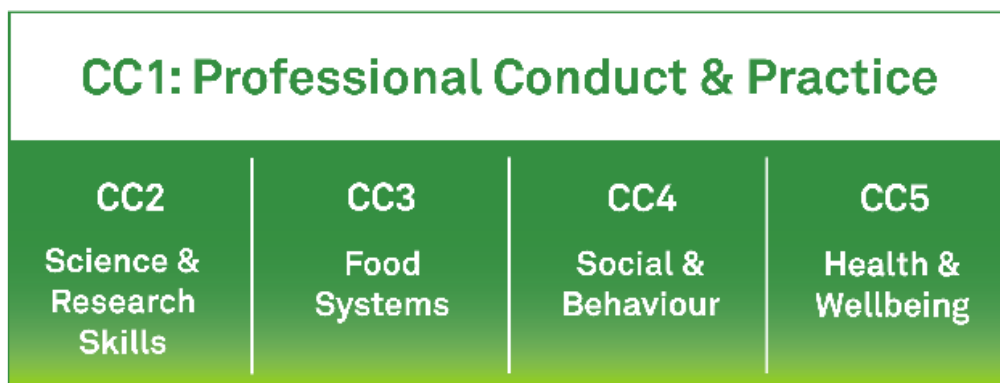 CC1: Professional Conduct & Practice
CC2
Science &
Research
Skills
CC3
Food
Systems
CC4
Social &
Behaviour
CC5
Health &
Wellbeing